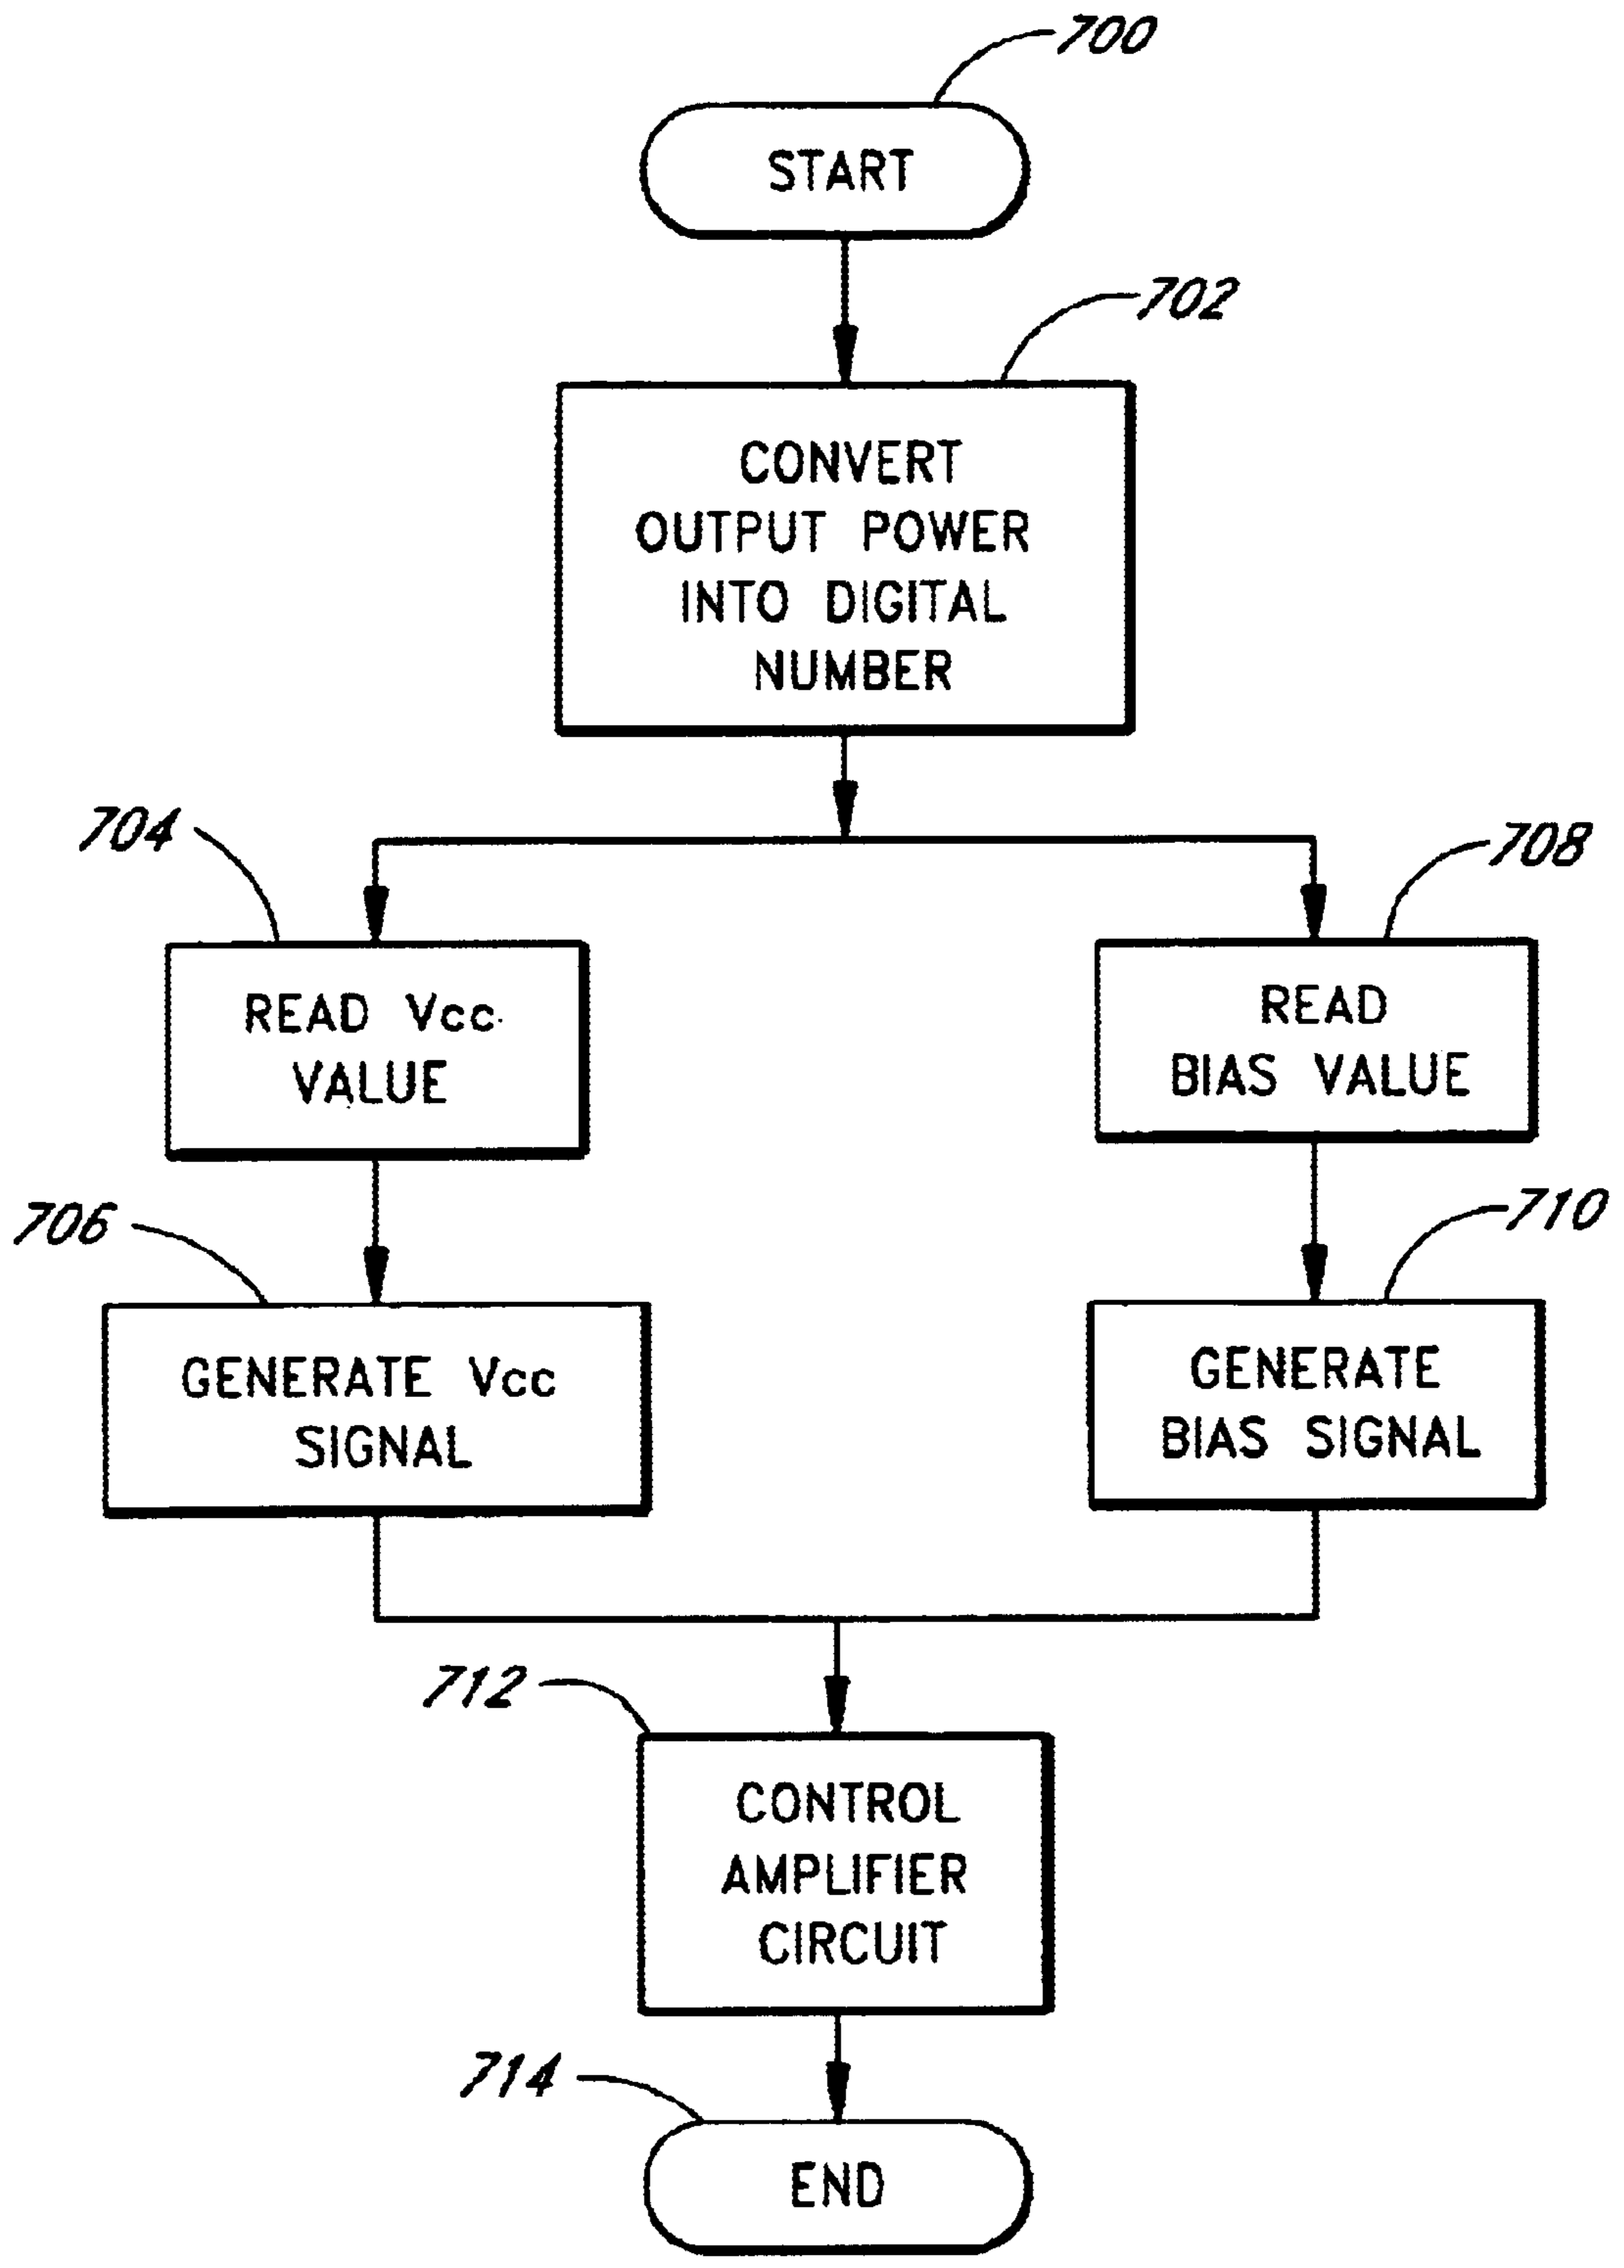 700
START
702
CONVERT
OUTPUT POWER
INTO DIGITAL
NUMBER
704
READ Vcc
VALUE
708
READ
BIAS VALUE
706
GENERATE Vcc
SIGNAL
710
GENERATE
BIAS SIGNAL
712
CONTROL
AMPLIFIER
CIRCUIT
714
END